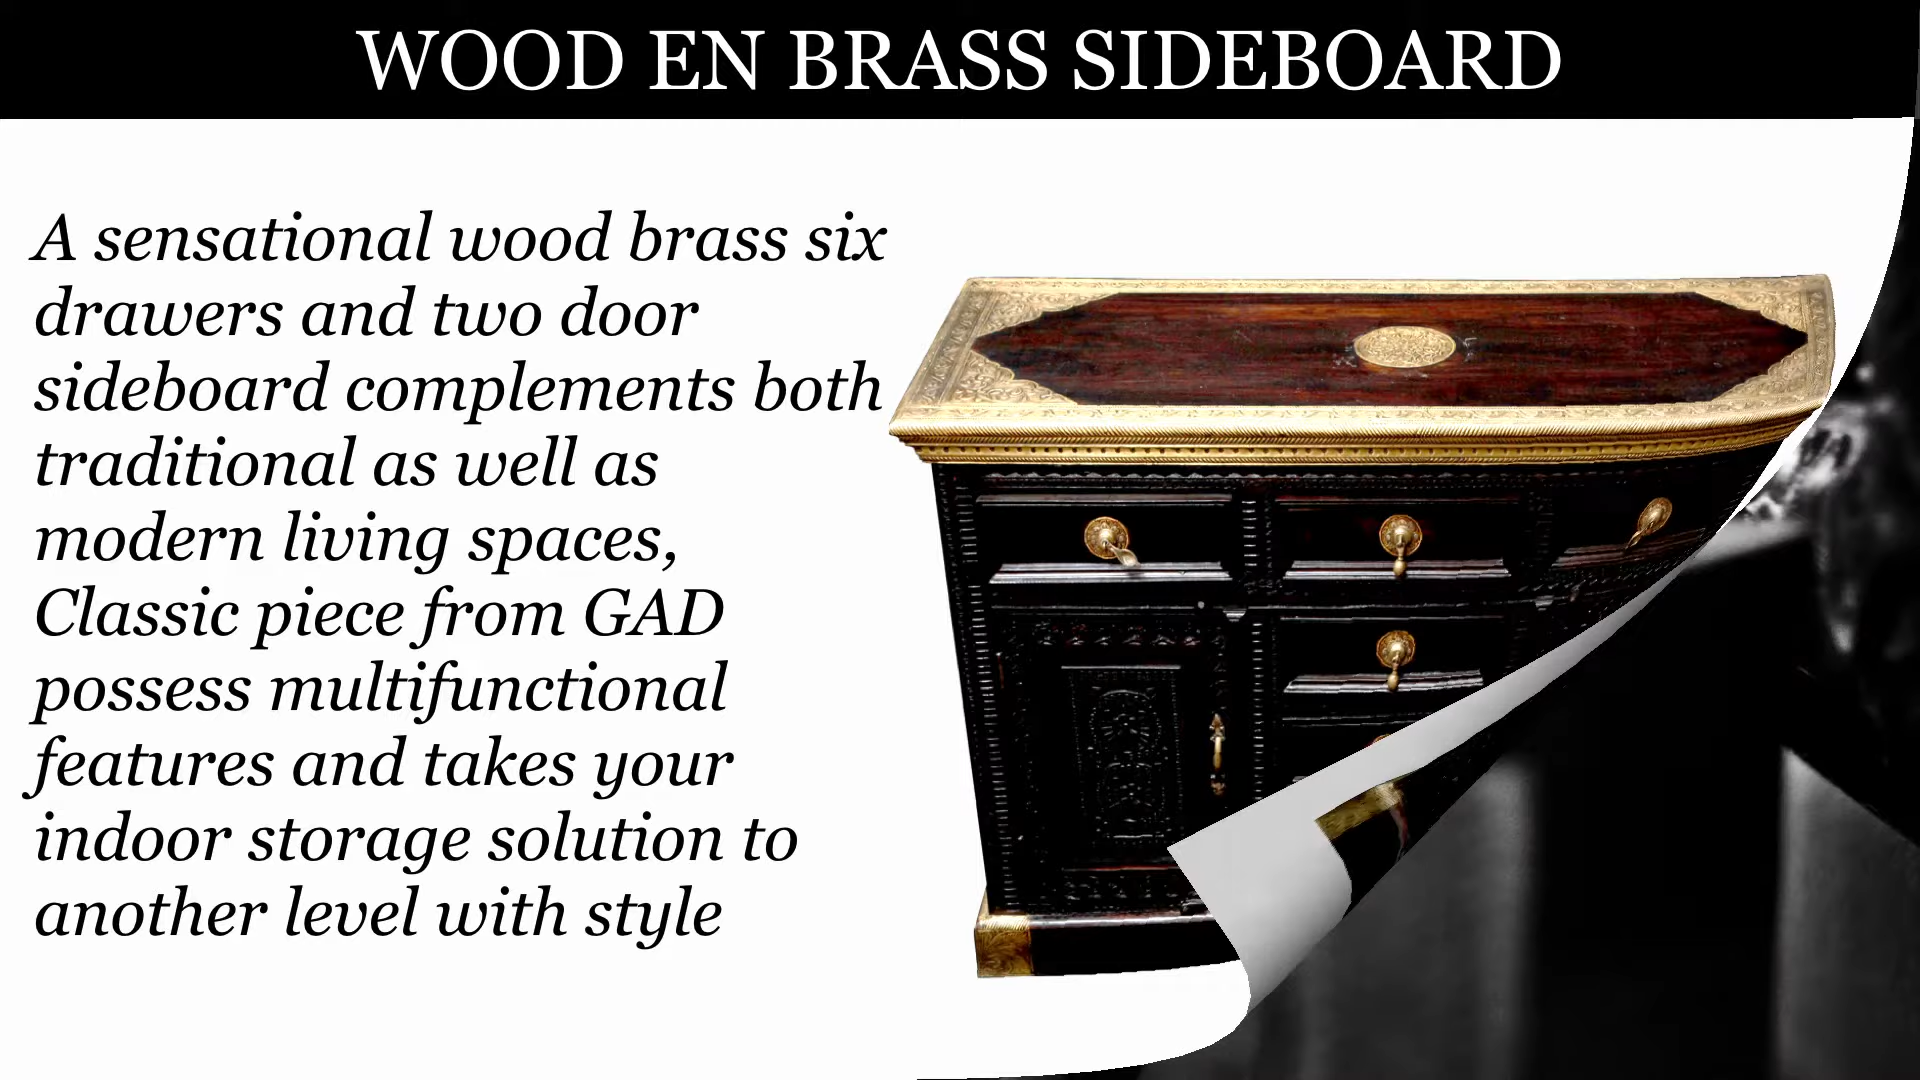 WOOD EN BRASS SIDEBOARD
A sensational wood brass six
drawers and two door
sideboard complements both
traditional as well as
modern living spaces,
Classic piece from GAD
possess multifunctional
features and takes your
indoor storage solution to
another level with style